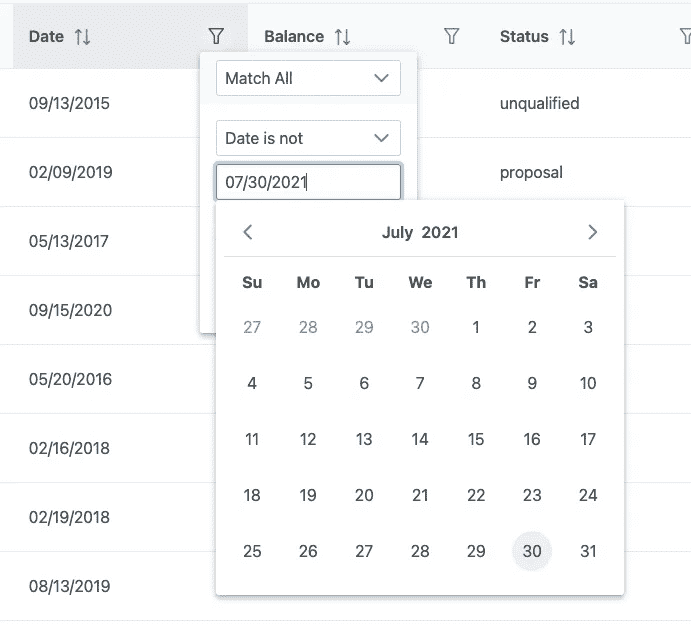 Date Balance Status
Match All
09/13/2015 unqualified
Date is not
02/09/2019 proposal
07/30/2021
July 2021
05/13/2017
Su Mo Tu We Th Fr Sa
09/15/2020
27 28 29 30 1 2 3
05/20/2016
4 5 6 7 8 9 10
02/16/2018
11 12 13 14 15 16 17
18 19 20 21 22 23 24
02/19/2018
25 26 27 28 29 30 31
08/13/2019